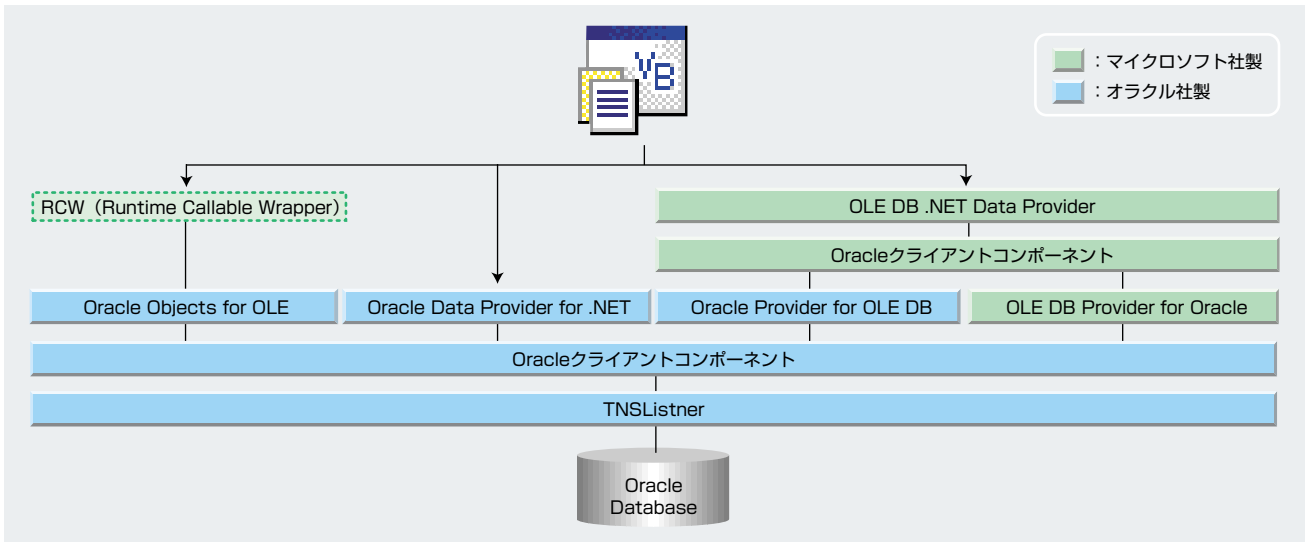 VB
：マイクロソフト社製
：オラクル社製
RCW（Runtime Callable Wrapper）
OLE DB .NET Data Provider
Oracleクライアントコンポーネント
Oracle Objects for OLE
Oracle Data Provider for .NET
Oracle Provider for OLE DB
OLE DB Provider for Oracle
Oracleクライアントコンポーネント
TNSListner
Oracle
Database